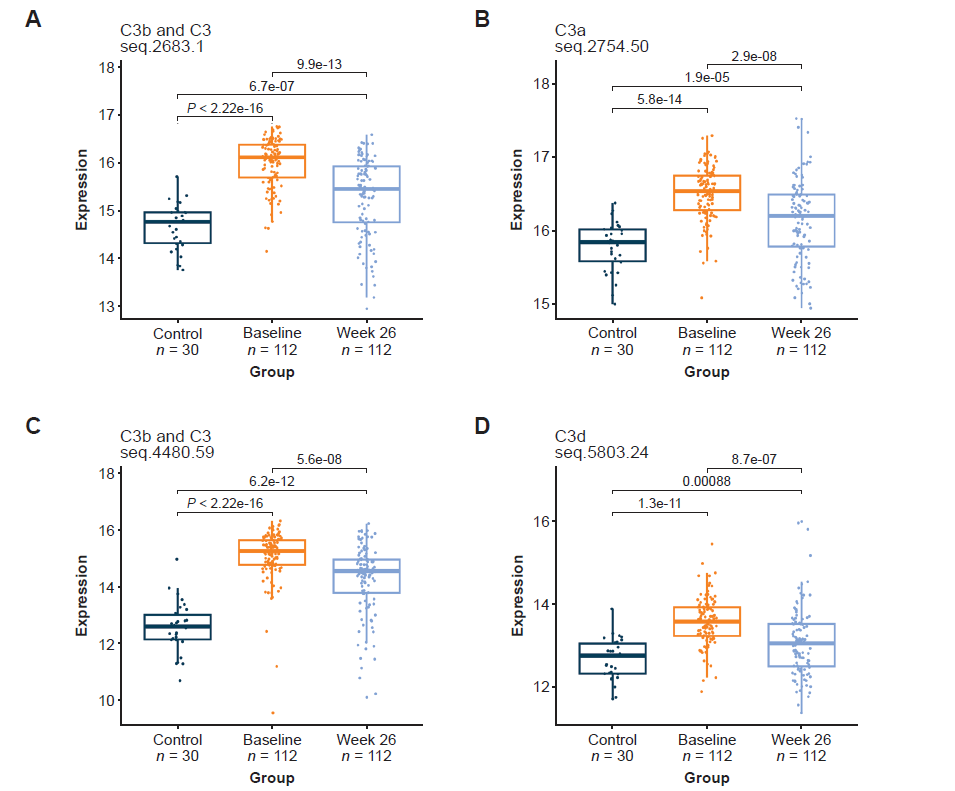 A
C3b and C3
seq.2683.1
9.9e-13
6.7e-07
P < 2.22e-16
18
17
16
15
14
13
Expression
Control
Baseline
Week 26
n = 30
n = 112
n = 112
Group
B
C3a
seq.2754.50
2.9e-08
1.9e-05
5.8e-14
18
17
16
15
Expression
Control
Baseline
Week 26
n = 30
n = 112
n = 112
Group
C
C3b and C3
seq.4480.59
5.6e-08
6.2e-12
P < 2.22e-16
18
16
14
12
10
Expression
Control
Baseline
Week 26
n = 30
n = 112
n = 112
Group
D
C3d
seq.5803.24
8.7e-07
0.00088
1.3e-11
16
14
12
Expression
Control
Baseline
Week 26
n = 30
n = 112
n = 112
Group